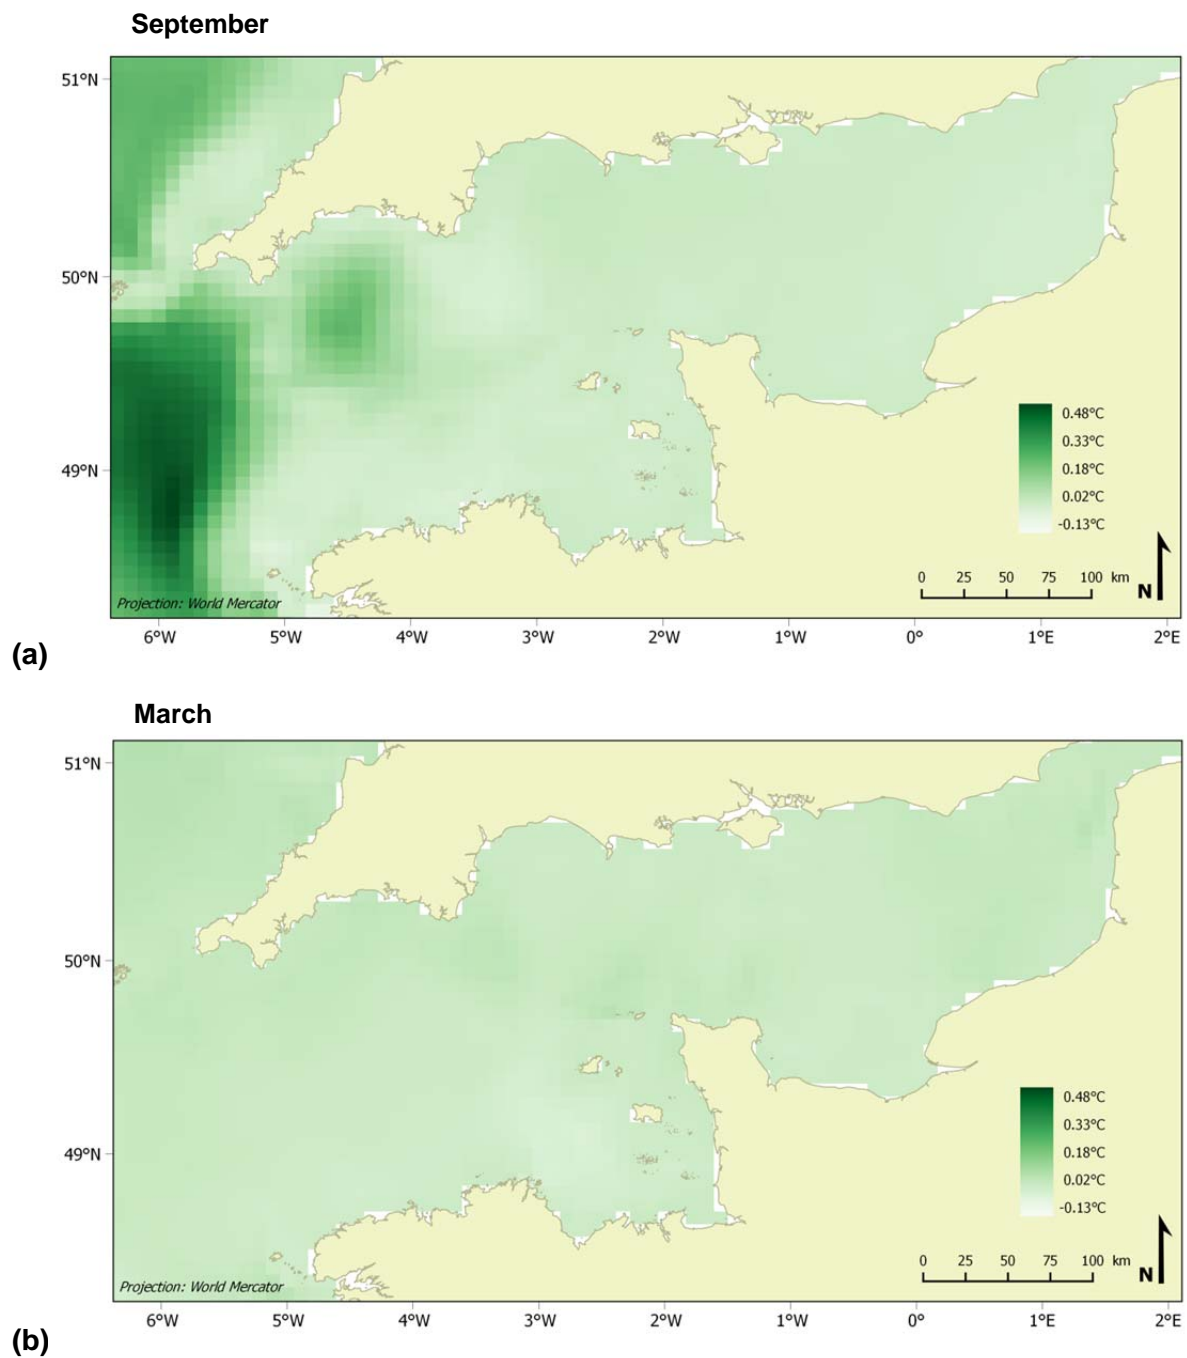 September
51°N
50°N
49°N
0.48°C
0.33°C
0.18°C
0.02°C
-0.13°C
0 25 50 75 100 km
N
Projection: World Mercator
6°W 5°W 4°W 3°W 2°W 1°W 0° 1°E 2°E
(a)
March
51°N
50°N
49°N
0.48°C
0.33°C
0.18°C
0.02°C
-0.13°C
0 25 50 75 100 km
N
Projection: World Mercator
6°W 5°W 4°W 3°W 2°W 1°W 0° 1°E 2°E
(b)